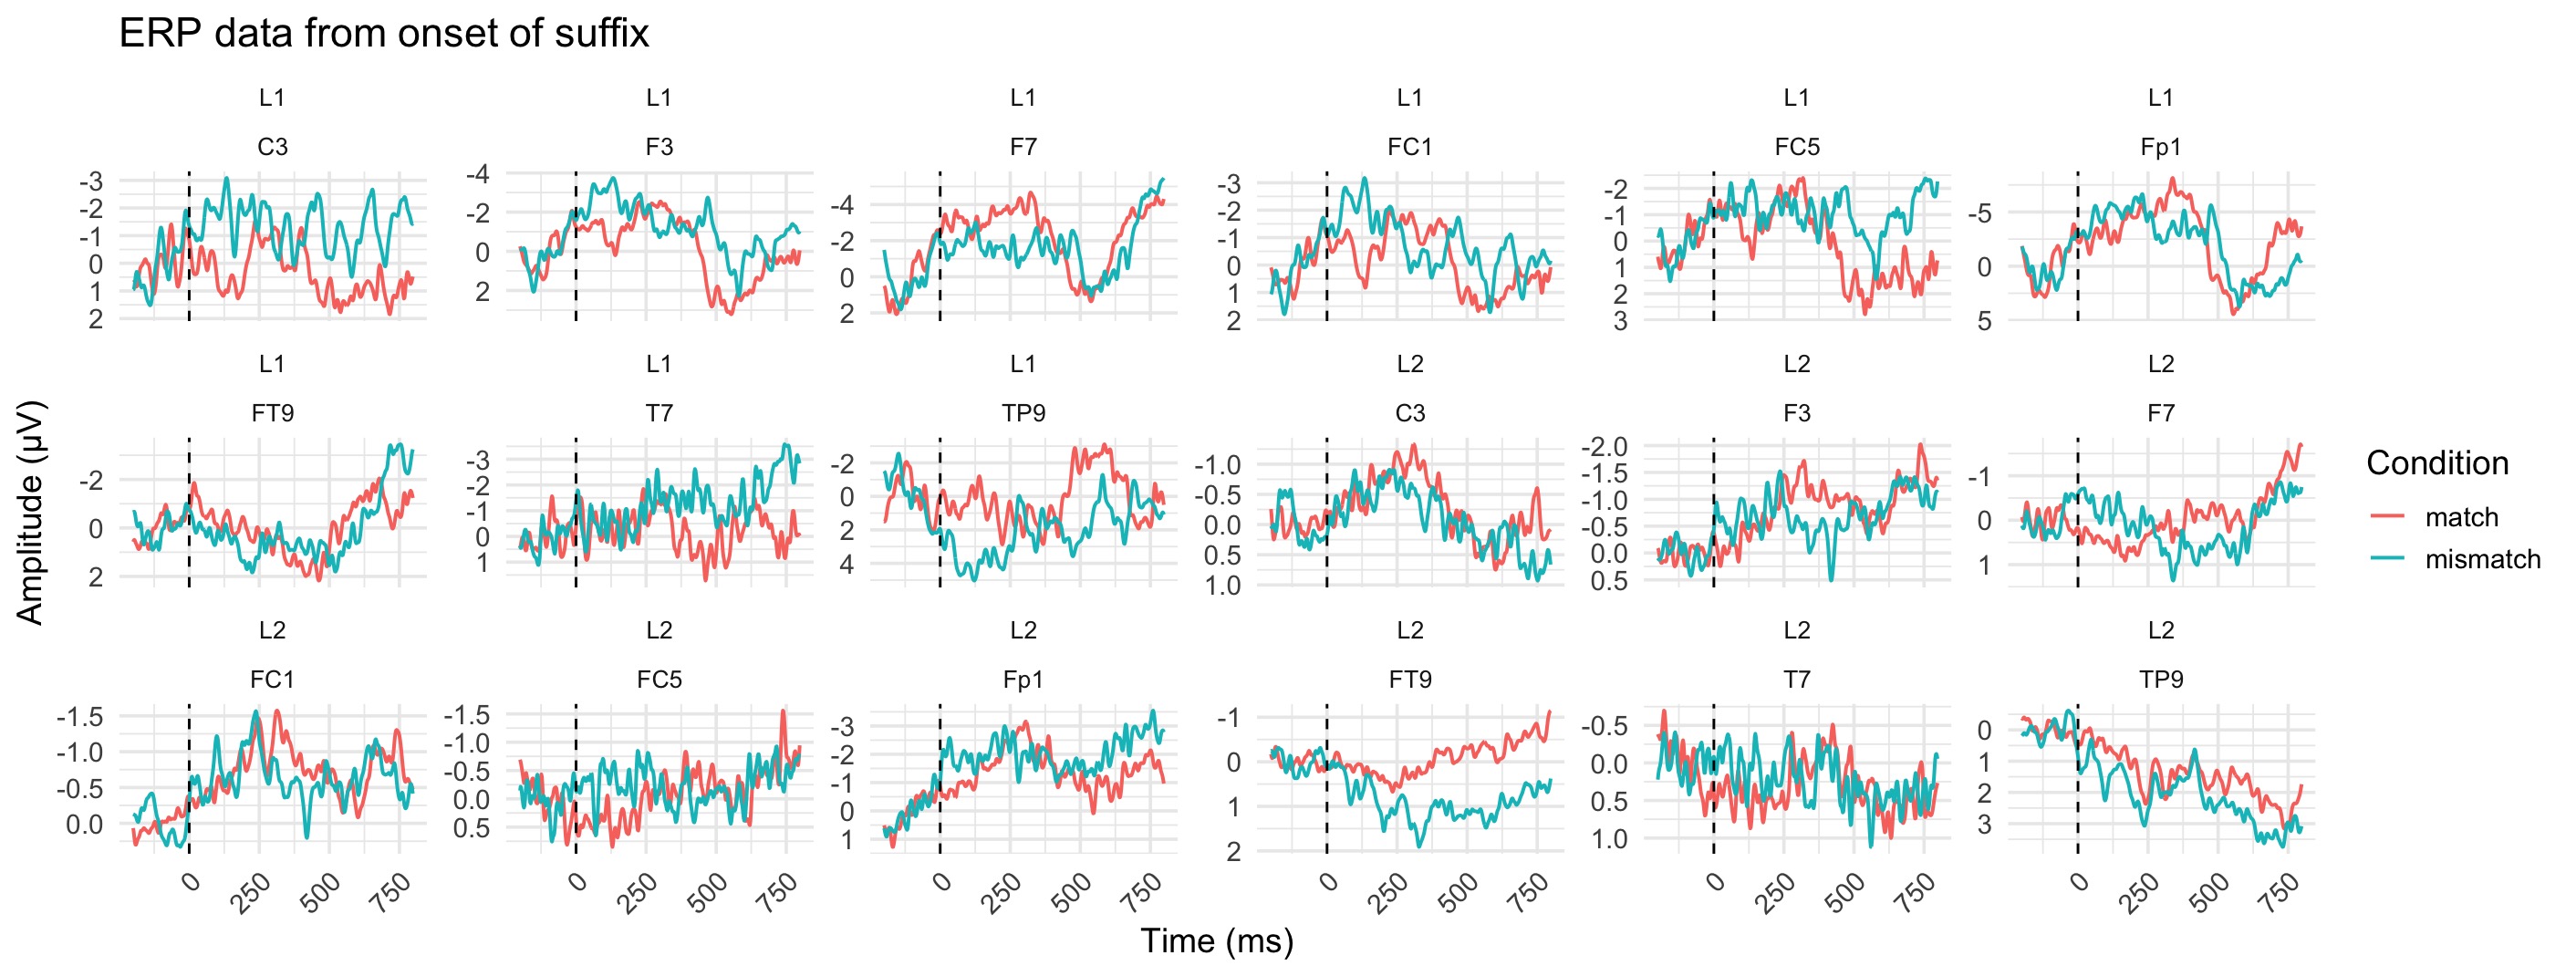 ERP data from onset of suffix
L1 L1 L1 L1 L1 L1
C3 F3 F7 FC1 FC5 Fp1
-3 -2 -1 0 1 2
-4 -2 0 2
-4 -2 0 2
-3 -2 -1 0 1 2
-2 -1 0 1 2 3
-5 0 5
L1 L1 L1 L2 L2 L2
FT9 T7 TP9 C3 F3 F7
-2 0 2
-3 -2 -1 0 1
-2 0 2 4
-1.0 -0.5 0.0 0.5 1.0
-2.0 -1.5 -1.0 -0.5 0.0 0.5
-1 0 1
L2 L2 L2 L2 L2 L2
FC1 FC5 Fp1 FT9 T7 TP9
-1.5 -1.0 -0.5 0.0
-1.5 -1.0 -0.5 0.0 0.5
-3 -2 -1 0 1
-1 0 1 2
-0.5 0.0 0.5 1.0
0 1 2 3
0 250 500 750 0 250 500 750 0 250 500 750 0 250 500 750 0 250 500 750 0 250 500 750
Time (ms)
Amplitude (µV)
Condition
match
mismatch